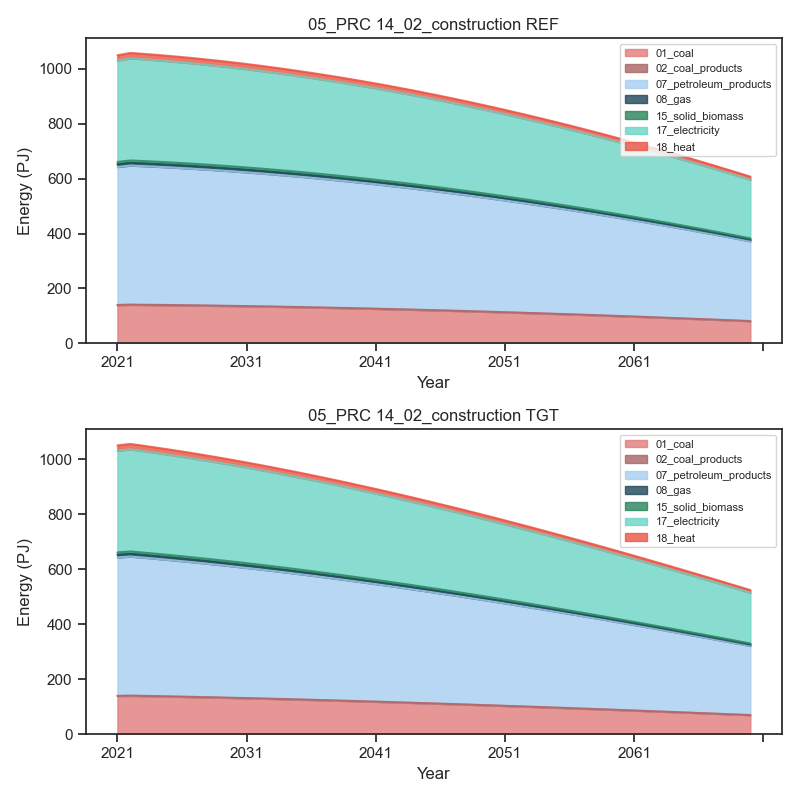 05_PRC 14_02_construction REF
Energy (PJ)
1000
800
600
400
200
0
01_coal
02_coal_products
07_petroleum_products
08_gas
15_solid_biomass
17_electricity
18_heat
2021 2031 2041 2051 2061
Year
05_PRC 14_02_construction TGT
Energy (PJ)
1000
800
600
400
200
0
01_coal
02_coal_products
07_petroleum_products
08_gas
15_solid_biomass
17_electricity
18_heat
2021 2031 2041 2051 2061
Year